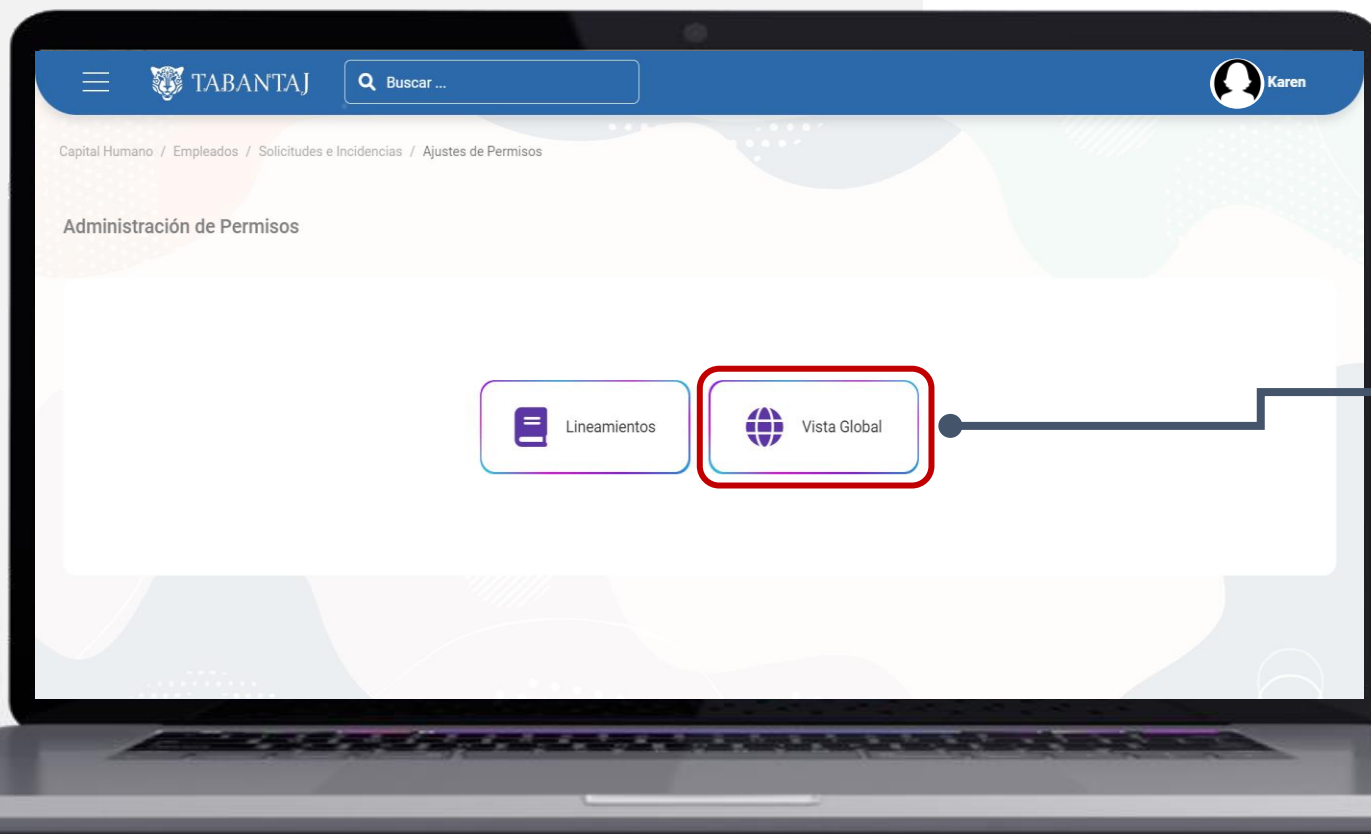 TABANTAJ
Buscar ...
Karen
Capital Humano / Empleados / Solicitudes e Incidencias / Ajustes de Permisos
Administración de Permisos
Lineamientos
Vista Global